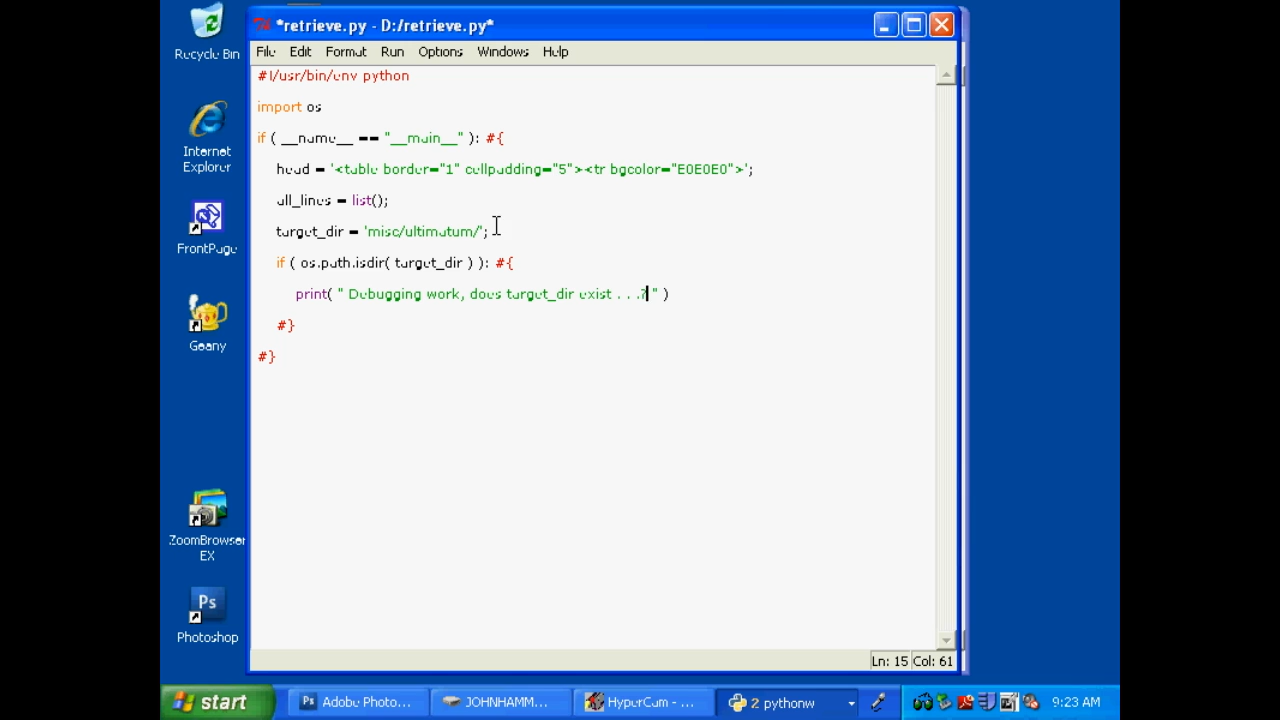 *retrieve.py - D:/retrieve.py*
File Edit Format Run Options Windows Help
#!/usr/bin/env python
import os
if ( __name__ == "__main__" ): #{
head = '<table border="1" cellpadding="5"><tr bgcolor="E0E0E0">';
all_lines = list();
target_dir = 'misc/ultimatum/';
if ( os.path.isdir( target_dir ) ): #{
print( " Debugging work, does target_dir exist . . .? " )
#}
#}
Ln: 15 Col: 61
Recycle Bin
Internet
Explorer
FrontPage
Geany
ZoomBrowser
EX
Ps
Photoshop
start
Ps Adobe Photo...
JOHNHAMM...
HyperCam - ...
2 pythonw
9:23 AM